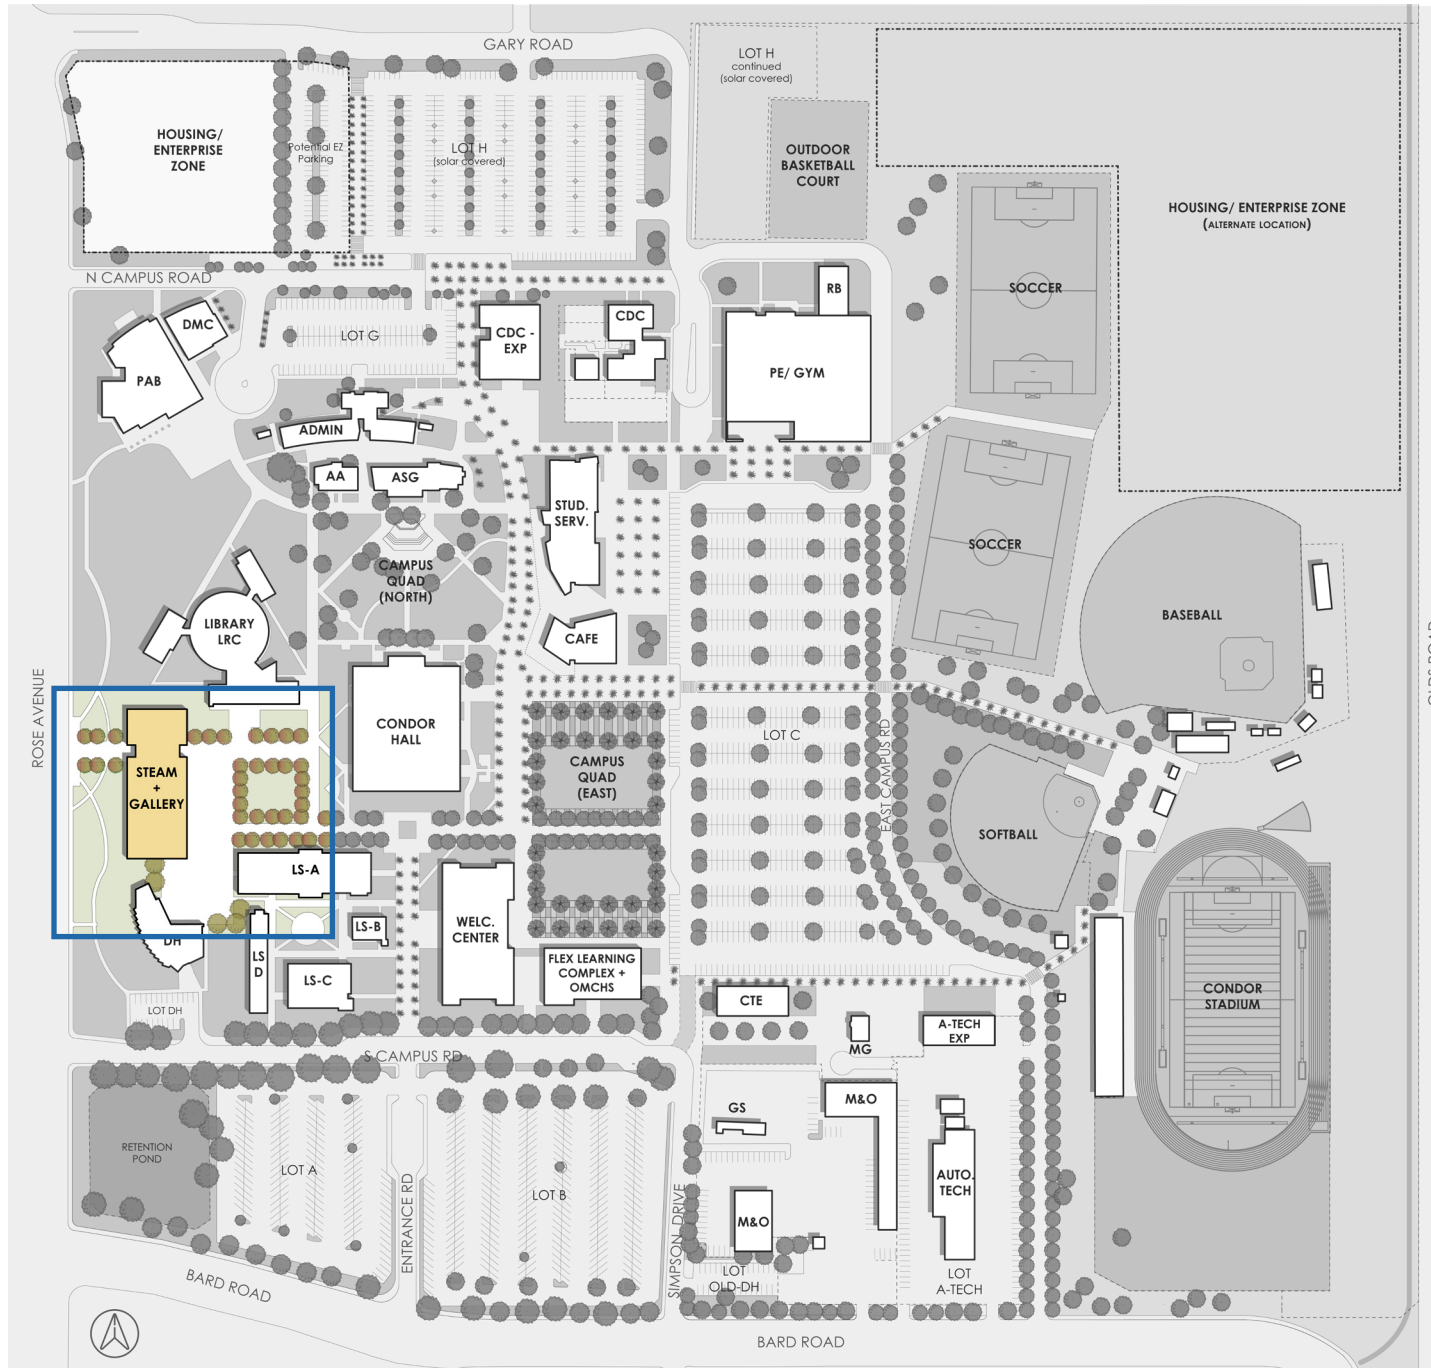 GARY ROAD
LOT H
continued
(solar covered)
HOUSING/
ENTERPRISE
ZONE
Potential EZ
Parking
LOT H
(solar covered)
OUTDOOR
BASKETBALL
COURT
HOUSING/ ENTERPRISE ZONE
(ALTERNATE LOCATION)
N CAMPUS ROAD
RB
SOCCER
DMC
LOT G
CDC -
EXP
CDC
PAB
PE/ GYM
ADMIN
AA
ASG
STUD.
SERV.
SOCCER
CAMPUS
QUAD
(NORTH)
LIBRARY
LRC
CAFE
BASEBALL
ROSE AVENUE
CONDOR
HALL
LOT C
EAST CAMPUS RD
STEAM
+
GALLERY
CAMPUS
QUAD
(EAST)
SOFTBALL
LS-A
LS-B
WELC.
CENTER
DH
LS
D
LS-C
FLEX LEARNING
COMPLEX +
OMCHS
CONDOR
STADIUM
LOT DH
CTE
A-TECH
EXP
MG
S CAMPUS RD
M&O
GS
RETENTION
POND
LOT A
LOT B
AUTO.
TECH
ENTRANCE RD
SIMPSON DRIVE
M&O
LOT
OLD-DH
LOT
A-TECH
BARD ROAD
BARD ROAD